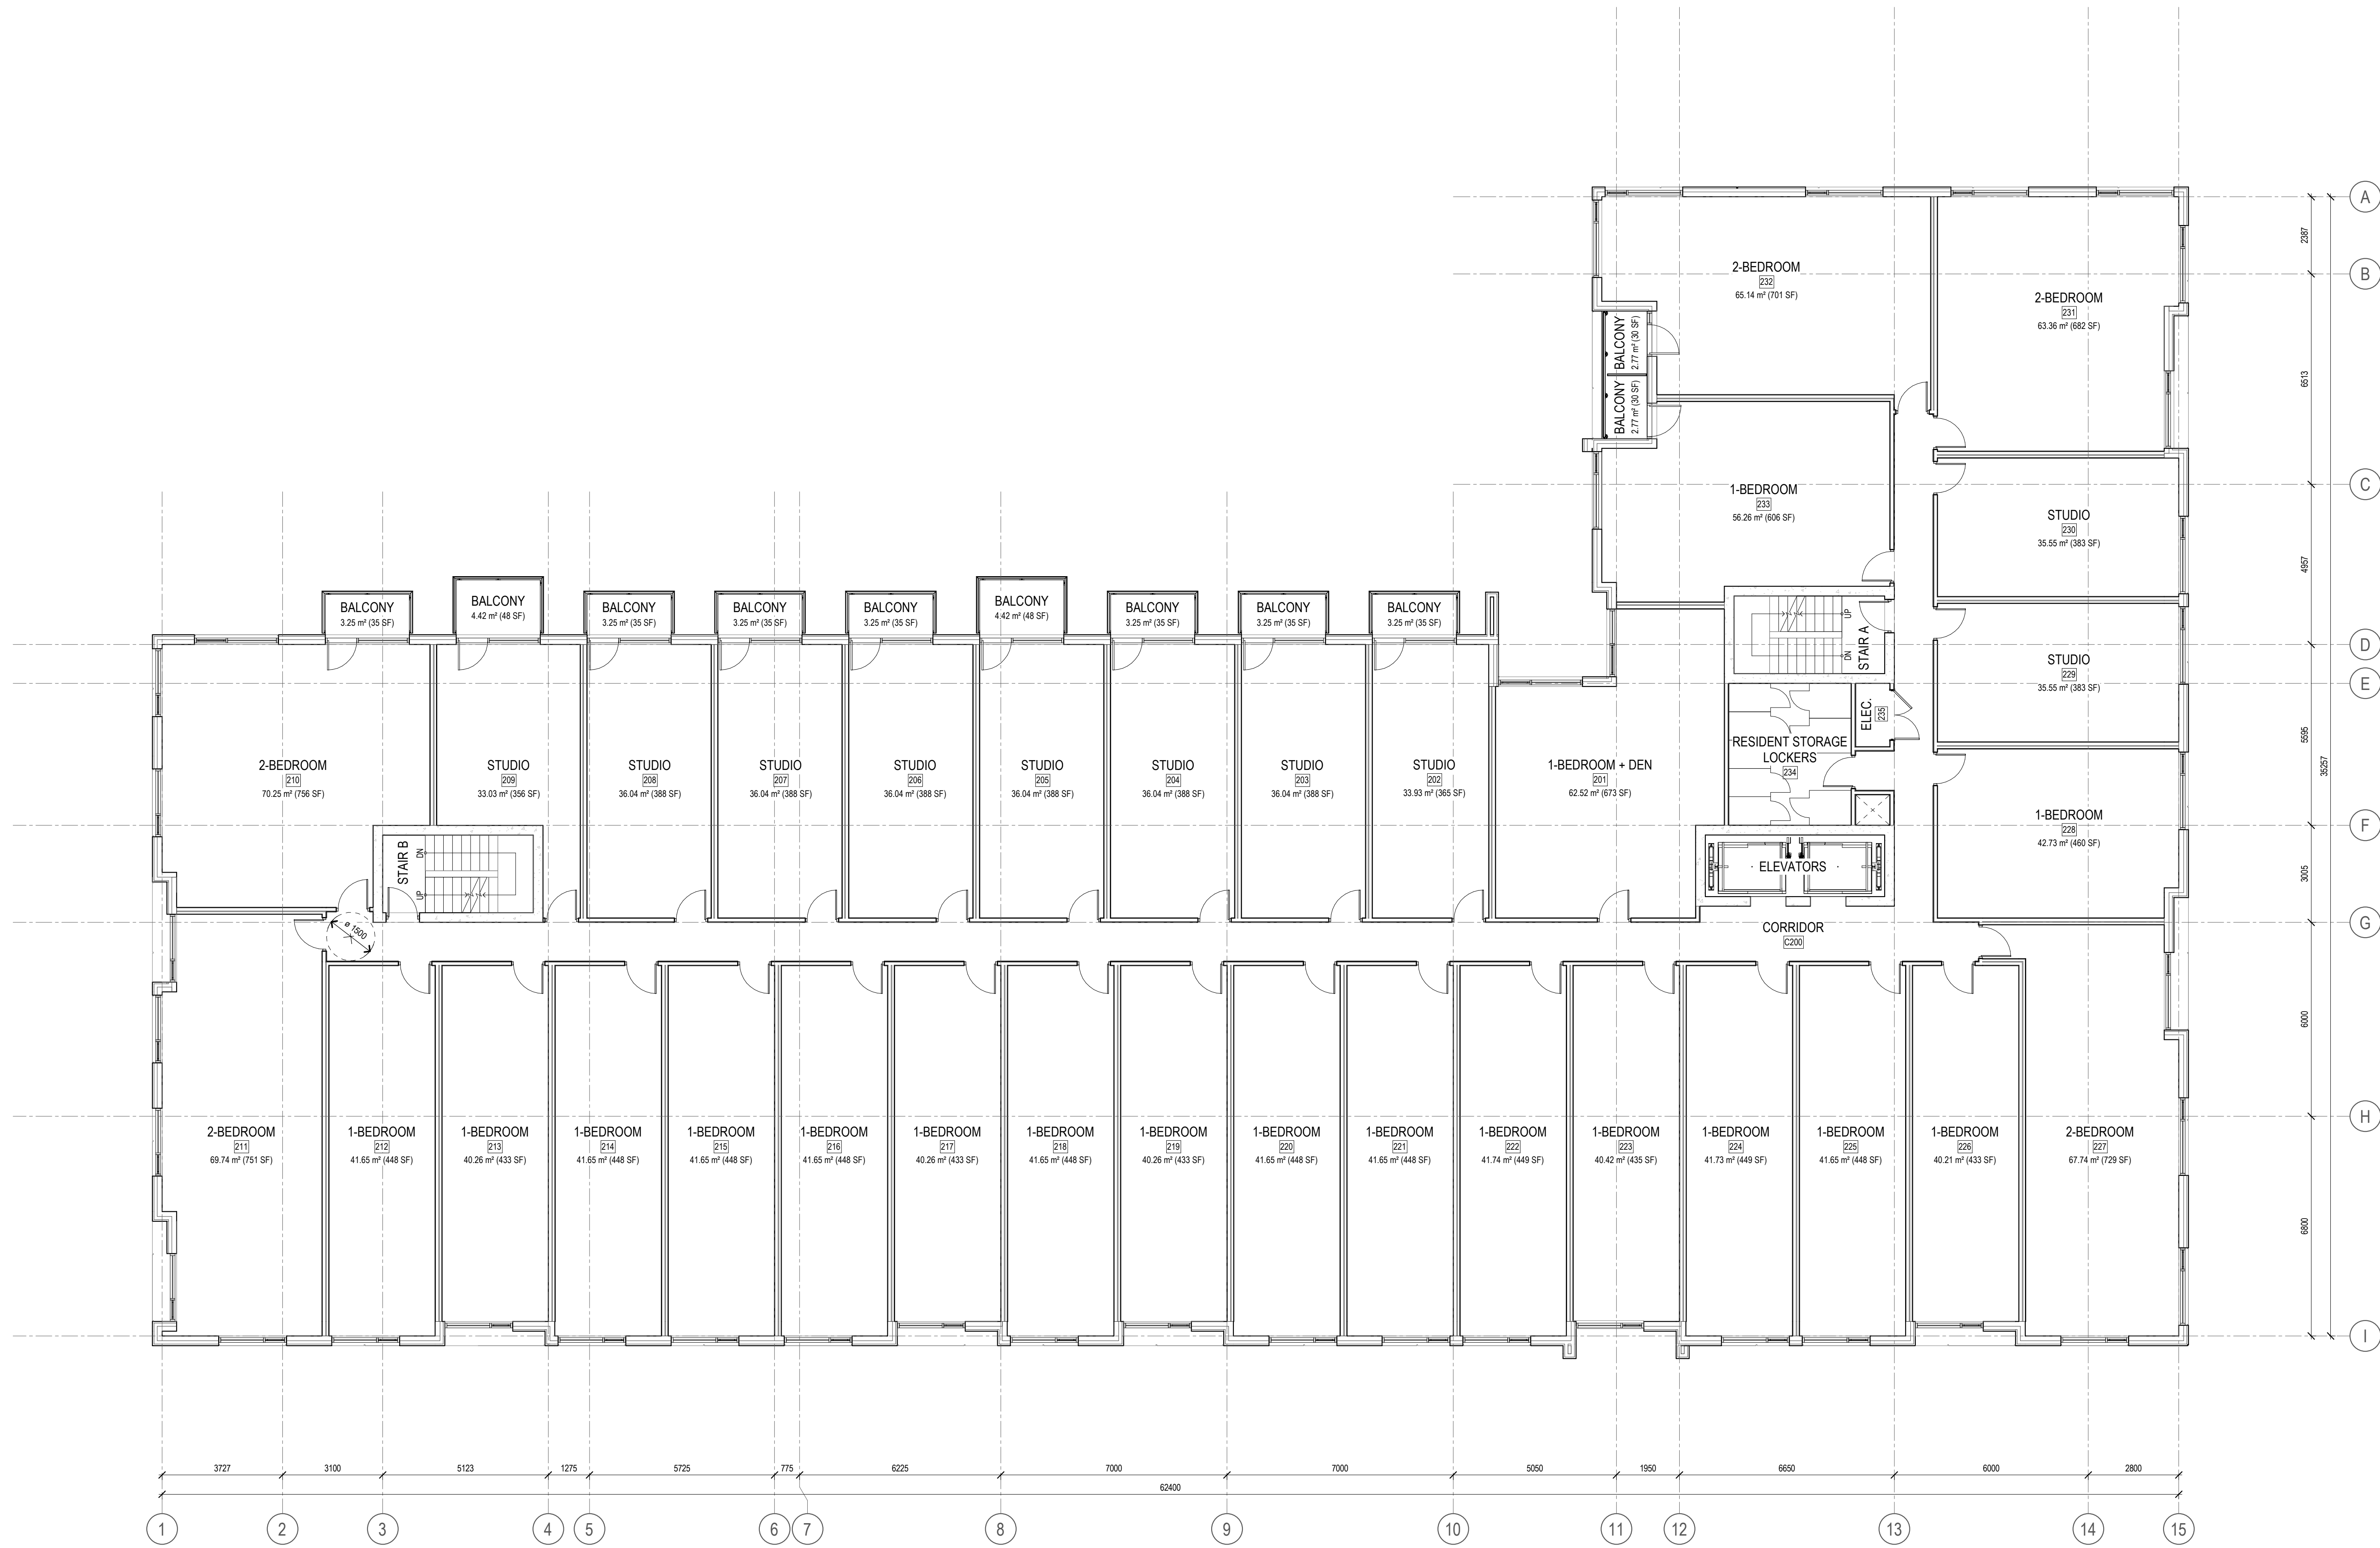 A
2387
B
2-BEDROOM
232
65.14 m² (701 SF)
2-BEDROOM
231
63.36 m² (682 SF)
BALCONY
2.77 m² (30 SF)
BALCONY
2.77 m² (30 SF)
6513
1-BEDROOM
233
56.26 m² (606 SF)
C
STUDIO
230
35.55 m² (383 SF)
4957
BALCONY
3.25 m² (35 SF)
BALCONY
4.42 m² (48 SF)
BALCONY
3.25 m² (35 SF)
BALCONY
3.25 m² (35 SF)
BALCONY
3.25 m² (35 SF)
BALCONY
4.42 m² (48 SF)
BALCONY
3.25 m² (35 SF)
BALCONY
3.25 m² (35 SF)
BALCONY
3.25 m² (35 SF)
UP
DN
STAIR A
D
STUDIO
229
35.55 m² (383 SF)
E
ELEC.
235
RESIDENT STORAGE
LOCKERS
234
5595
35257
2-BEDROOM
210
70.25 m² (756 SF)
STUDIO
209
33.03 m² (356 SF)
STUDIO
208
36.04 m² (388 SF)
STUDIO
207
36.04 m² (388 SF)
STUDIO
206
36.04 m² (388 SF)
STUDIO
205
36.04 m² (388 SF)
STUDIO
204
36.04 m² (388 SF)
STUDIO
203
36.04 m² (388 SF)
STUDIO
202
33.93 m² (365 SF)
1-BEDROOM + DEN
201
62.52 m² (673 SF)
1-BEDROOM
228
42.73 m² (460 SF)
F
STAIR B
DN
UP
ELEVATORS
3005
G
ø 1500
CORRIDOR
C200
6000
H
2-BEDROOM
211
69.74 m² (751 SF)
1-BEDROOM
212
41.65 m² (448 SF)
1-BEDROOM
213
40.26 m² (433 SF)
1-BEDROOM
214
41.65 m² (448 SF)
1-BEDROOM
215
41.65 m² (448 SF)
1-BEDROOM
216
41.65 m² (448 SF)
1-BEDROOM
217
40.26 m² (433 SF)
1-BEDROOM
218
41.65 m² (448 SF)
1-BEDROOM
219
40.26 m² (433 SF)
1-BEDROOM
220
41.65 m² (448 SF)
1-BEDROOM
221
41.65 m² (448 SF)
1-BEDROOM
222
41.74 m² (449 SF)
1-BEDROOM
223
40.42 m² (435 SF)
1-BEDROOM
224
41.73 m² (449 SF)
1-BEDROOM
225
41.65 m² (448 SF)
1-BEDROOM
226
40.21 m² (433 SF)
2-BEDROOM
227
67.74 m² (729 SF)
6800
I
3727 3100 5123 1275 5725 775 6225 7000 7000 5050 1950 6650 6000 2800
62400
1 2 3 4 5 6 7 8 9 10 11 12 13 14 15